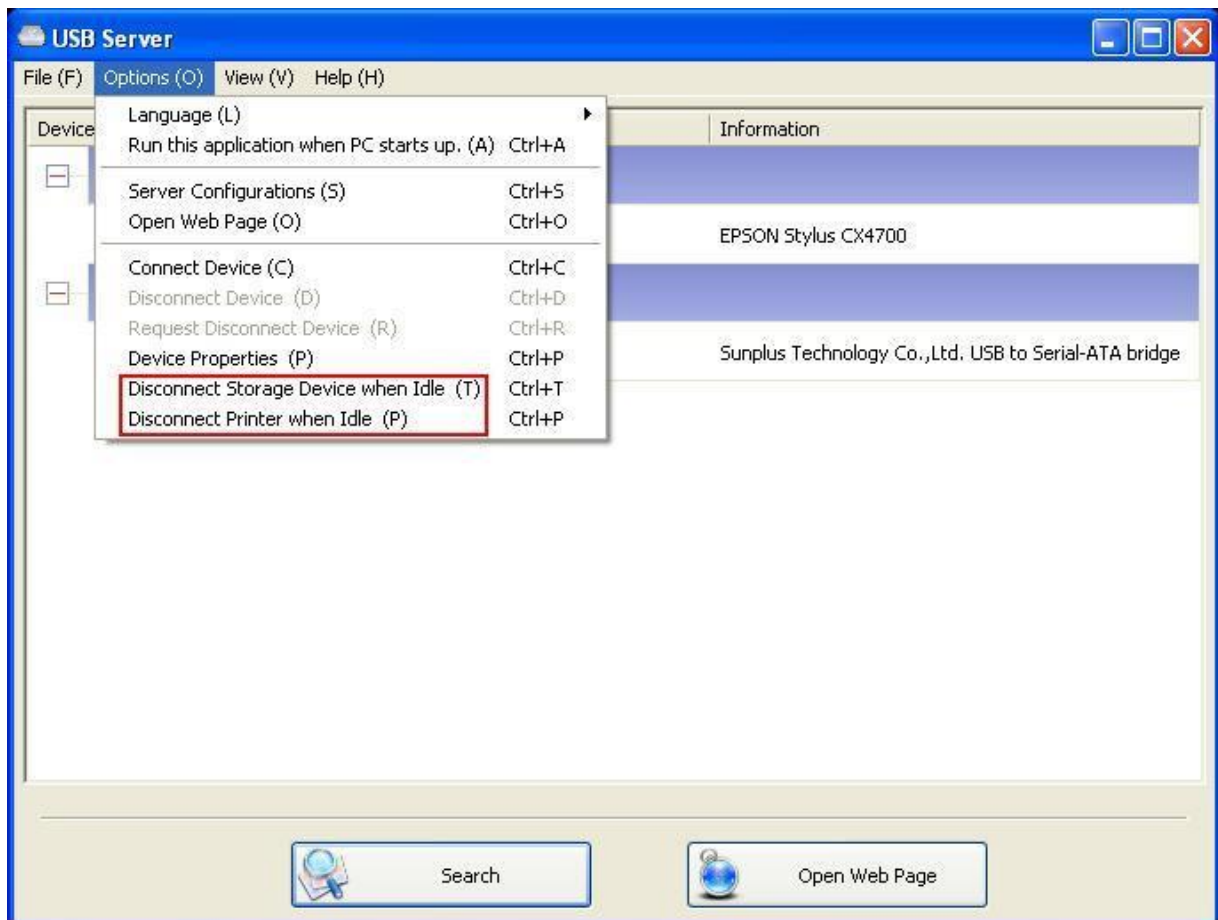 USB Server
File (F) Options (O) View (V) Help (H)
Device
Information
Language (L)
Run this application when PC starts up. (A) Ctrl+A
Server Configurations (S) Ctrl+S
Open Web Page (O) Ctrl+O
Connect Device (C) Ctrl+C
Disconnect Device (D) Ctrl+D
Request Disconnect Device (R) Ctrl+R
Device Properties (P) Ctrl+P
Disconnect Storage Device when Idle (T) Ctrl+T
Disconnect Printer when Idle (P) Ctrl+P
EPSON Stylus CX4700
Sunplus Technology Co.,Ltd. USB to Serial-ATA bridge
Search
Open Web Page